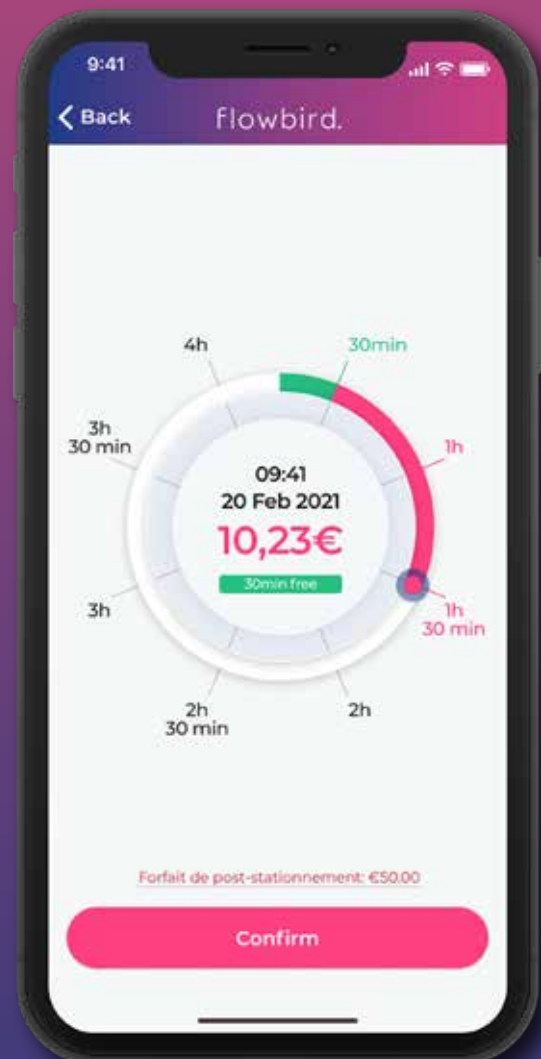 9:41
Back
flowbird.
4h
30min
3h
30 min
1h
09:41
20 Feb 2021
10,23€
30min free
3h
1h
30 min
2h
30 min
2h
Forfait de post-stationnement: €50.00
Confirm